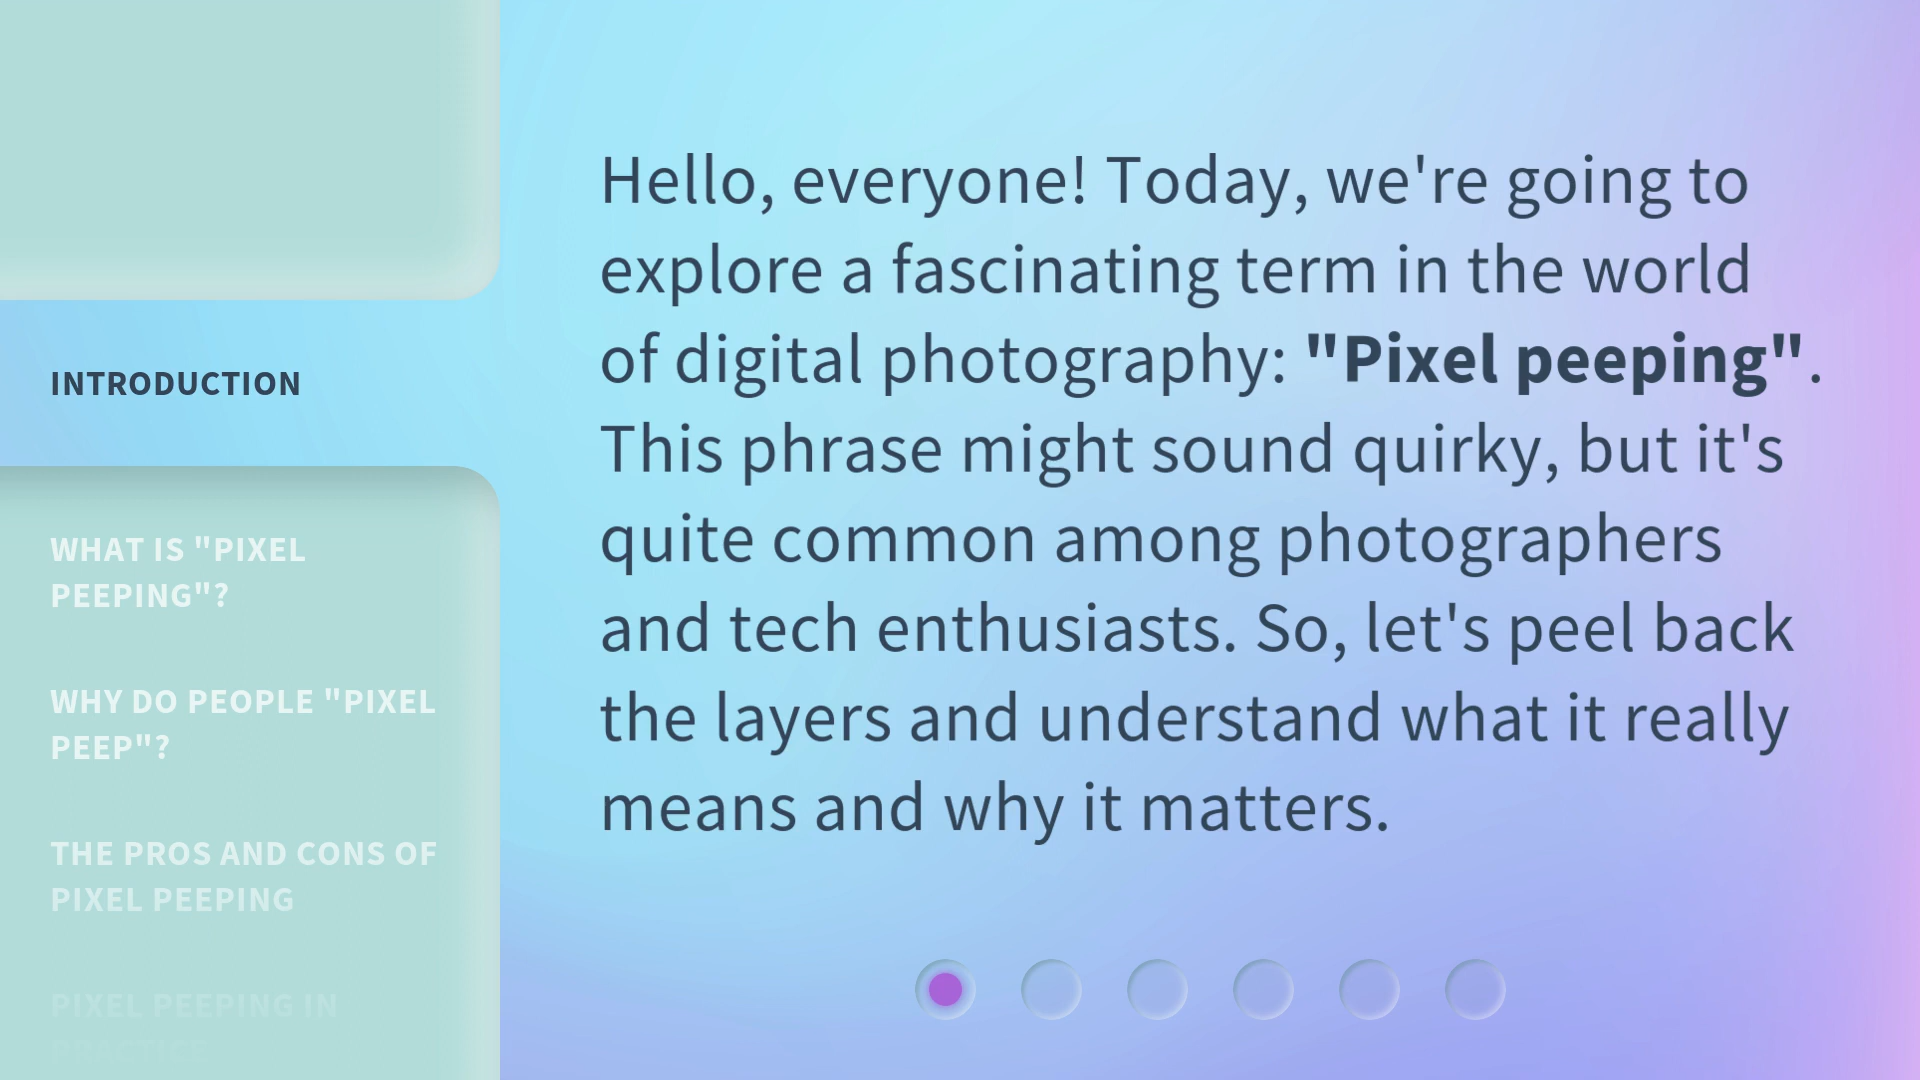 INTRODUCTION
WHAT IS "PIXEL
PEEPING"?
WHY DO PEOPLE "PIXEL
PEEP"?
THE PROS AND CONS OF
PIXEL PEEPING
PIXEL PEEPING IN
PRACTICE
Hello, everyone! Today, we're going to
explore a fascinating term in the world
of digital photography: "Pixel peeping".
This phrase might sound quirky, but it's
quite common among photographers
and tech enthusiasts. So, let's peel back
the layers and understand what it really
means and why it matters.